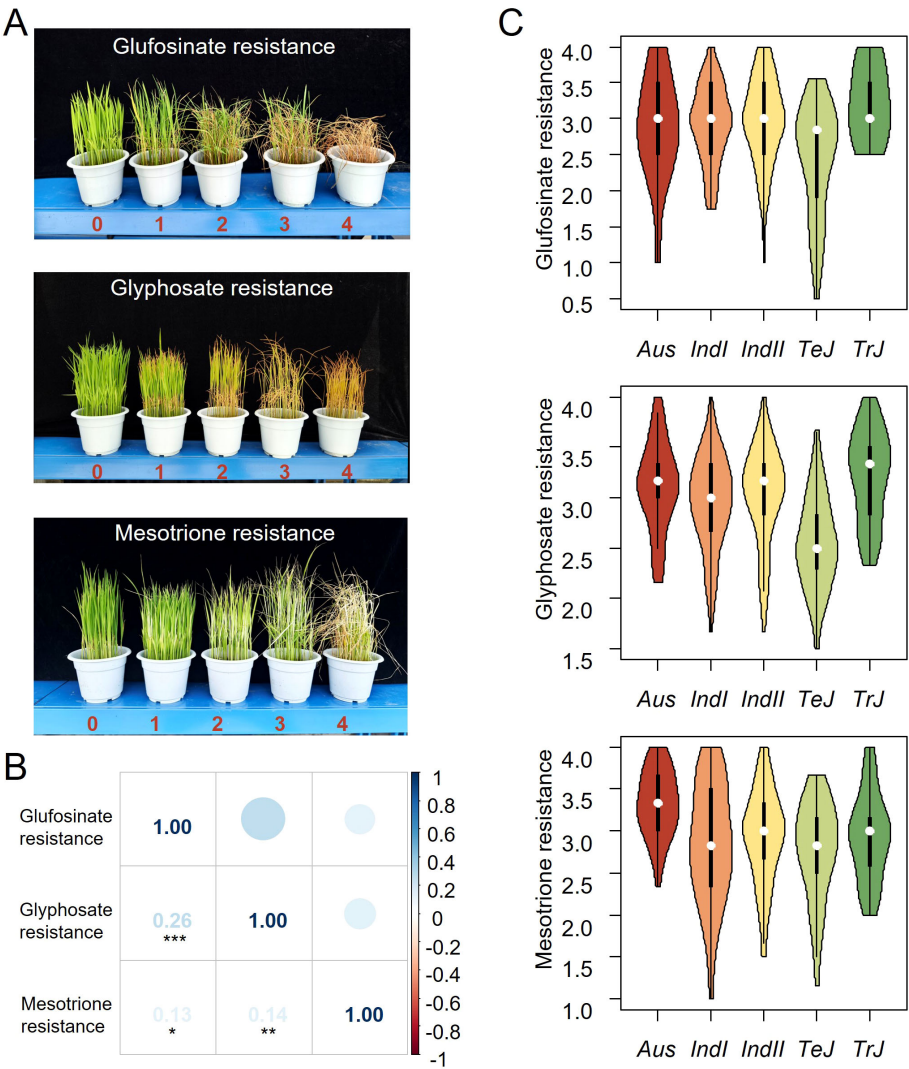 A
Glufosinate resistance
0 1 2 3 4
Glyphosate resistance
0 1 2 3 4
Mesotrione resistance
0 1 2 3 4
B
Glufosinate
resistance
1.00
Glyphosate
resistance
0.26
***
1.00
Mesotrione
resistance
0.13
*
0.14
**
1.00
1
0.8
0.6
0.4
0.2
0
-0.2
-0.4
-0.6
-0.8
-1
C
Glufosinate resistance
4.0
3.5
3.0
2.5
2.0
1.5
1.0
0.5
Aus IndI IndII TeJ TrJ
Glyphosate resistance
4.0
3.5
3.0
2.5
2.0
1.5
Aus IndI IndII TeJ TrJ
Mesotrione resistance
4.0
3.5
3.0
2.5
2.0
1.5
1.0
Aus IndI IndII TeJ TrJ